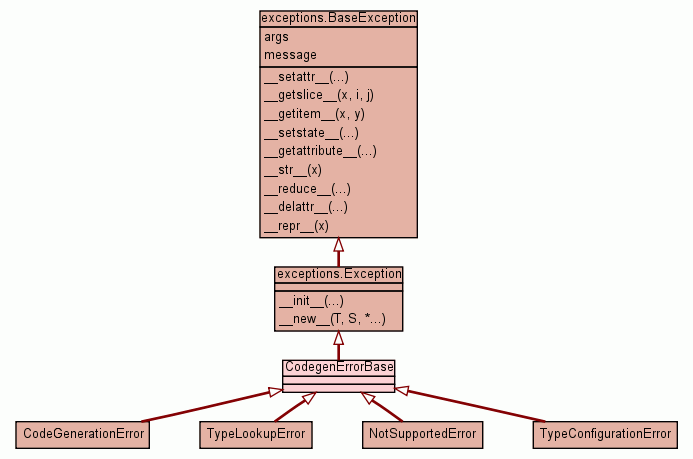 exceptions.BaseException
args
message
__setattr__(...)
__getslice__(x, i, j)
__getitem__(x, y)
__setstate__(...)
__getattribute__(...)
__str__(x)
__reduce__(...)
__delattr__(...)
__repr__(x)
exceptions.Exception
__init__(...)
__new__(T, S, *...)
CodegenErrorBase
CodeGenerationError
TypeLookupError
NotSupportedError
TypeConfigurationError